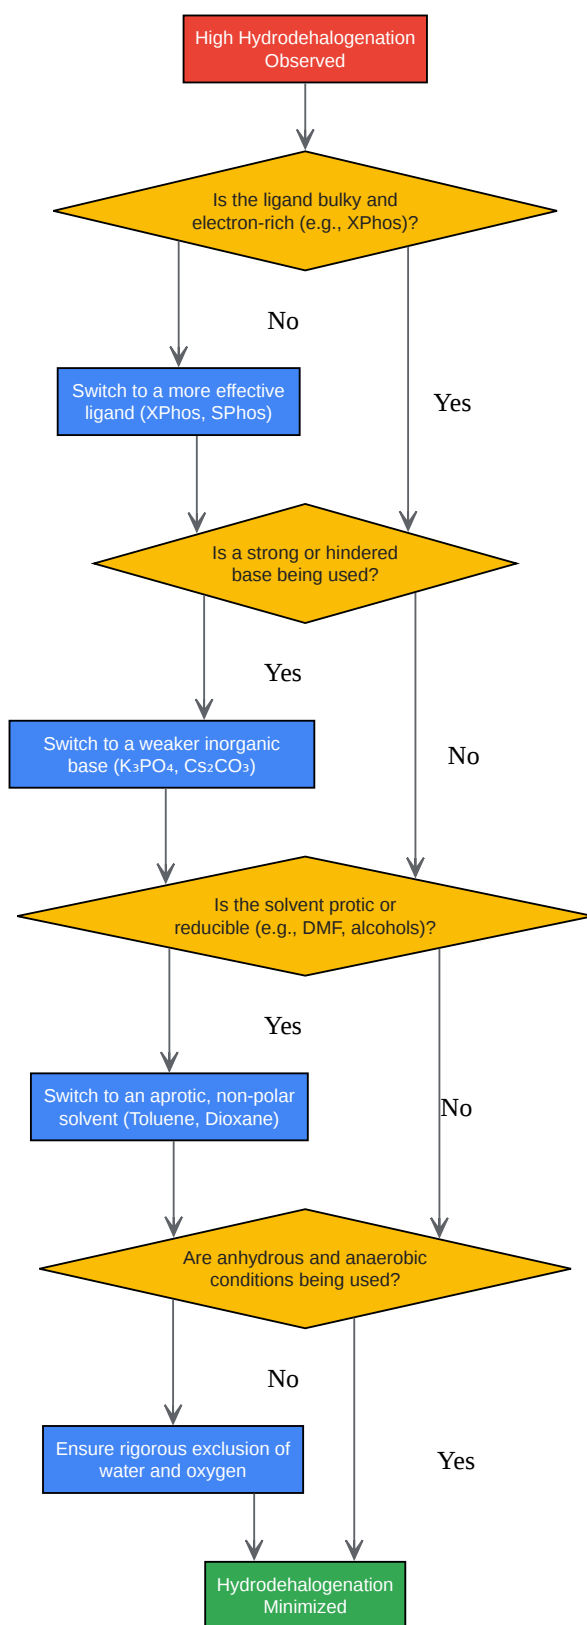 High Hydrodehalogenation
Observed
Is the ligand bulky and
electron-rich (e.g., XPhos)?
No
Switch to a more effective
ligand (XPhos, SPhos)
Yes
Is a strong or hindered
base being used?
Yes
Switch to a weaker inorganic
base (K₃PO₄, Cs₂CO₃)
No
Is the solvent protic or
reducible (e.g., DMF, alcohols)?
Yes
Switch to an aprotic, non-polar
solvent (Toluene, Dioxane)
No
Are anhydrous and anaerobic
conditions being used?
No
Ensure rigorous exclusion of
water and oxygen
Yes
Hydrodehalogenation
Minimized